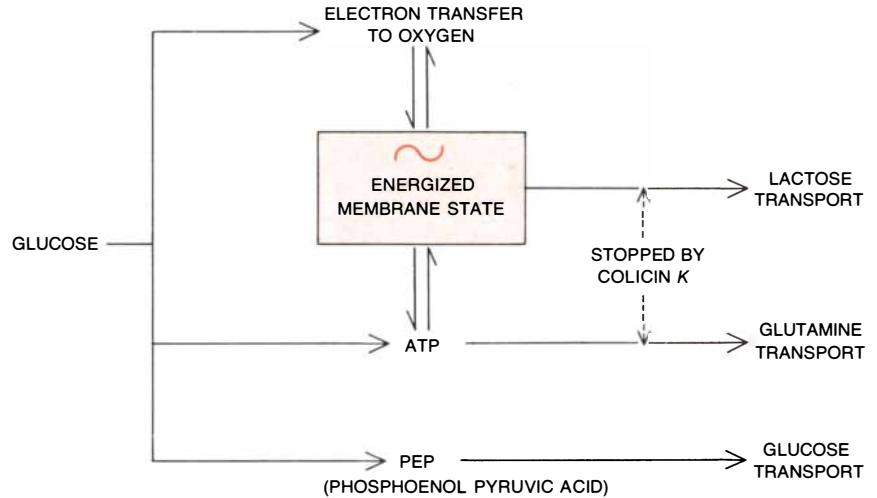 ELECTRON TRANSFER
TO OXYGEN
~
ENERGIZED
MEMBRANE STATE
LACTOSE
TRANSPORT
GLUCOSE
STOPPED BY
COLICIN K
ATP
GLUTAMINE
TRANSPORT
PEP
(PHOSPHOENOL PYRUVIC ACID)
GLUCOSE
TRANSPORT